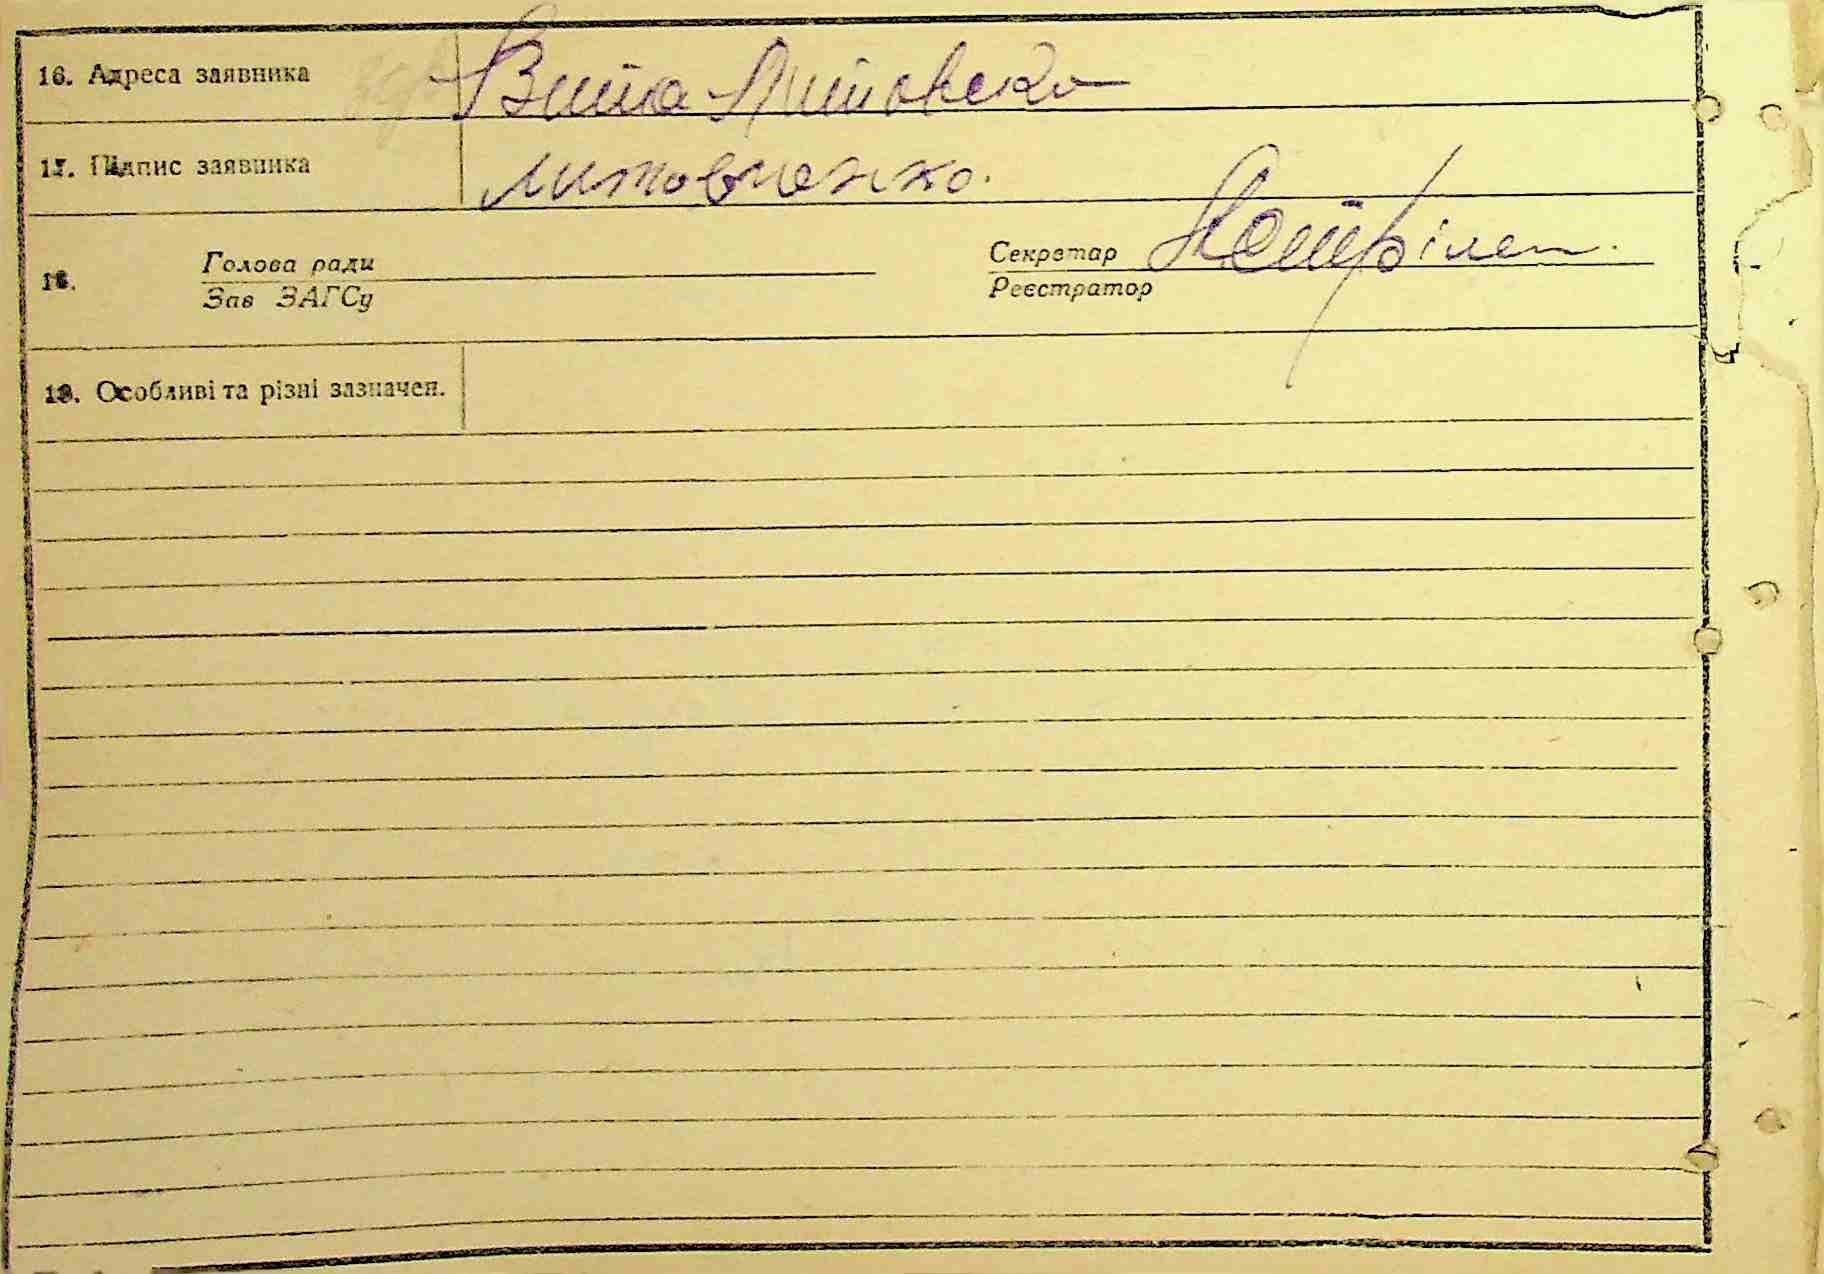 16. Адреса заявника Вита Литовско
17. Підпис заявника Литовченко.
18. Голова ради Секретар
Зав ЗАГСу Реєстратор
19. Особливі та різні зазначен.